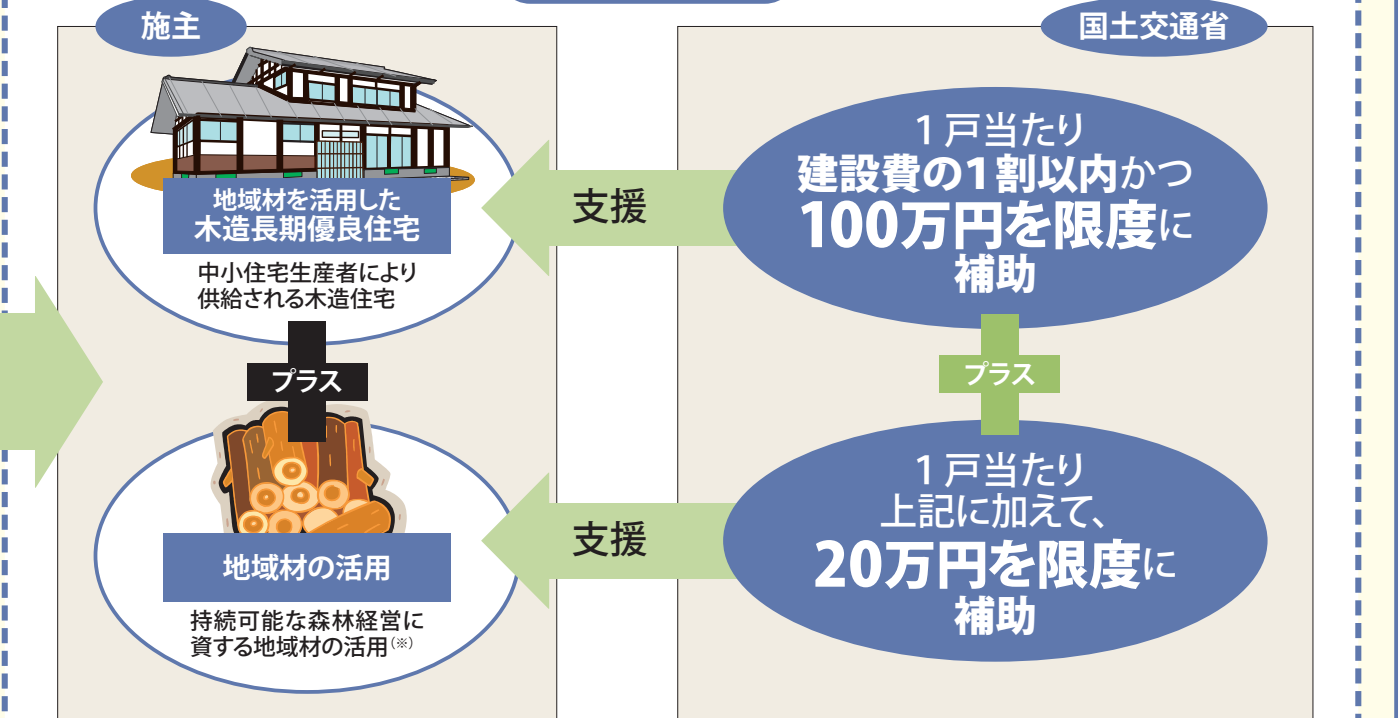 施主
地域材を活用した
木造長期優良住宅
中小住宅生産者により
供給される木造住宅
プラス
地域材の活用
持続可能な森林経営に
資する地域材の活用(※)
支援
支援
国土交通省
1戸当たり
建設費の1割以内かつ
100万円を限度に
補助
プラス
1戸当たり
上記に加えて、
20万円を限度に
補助